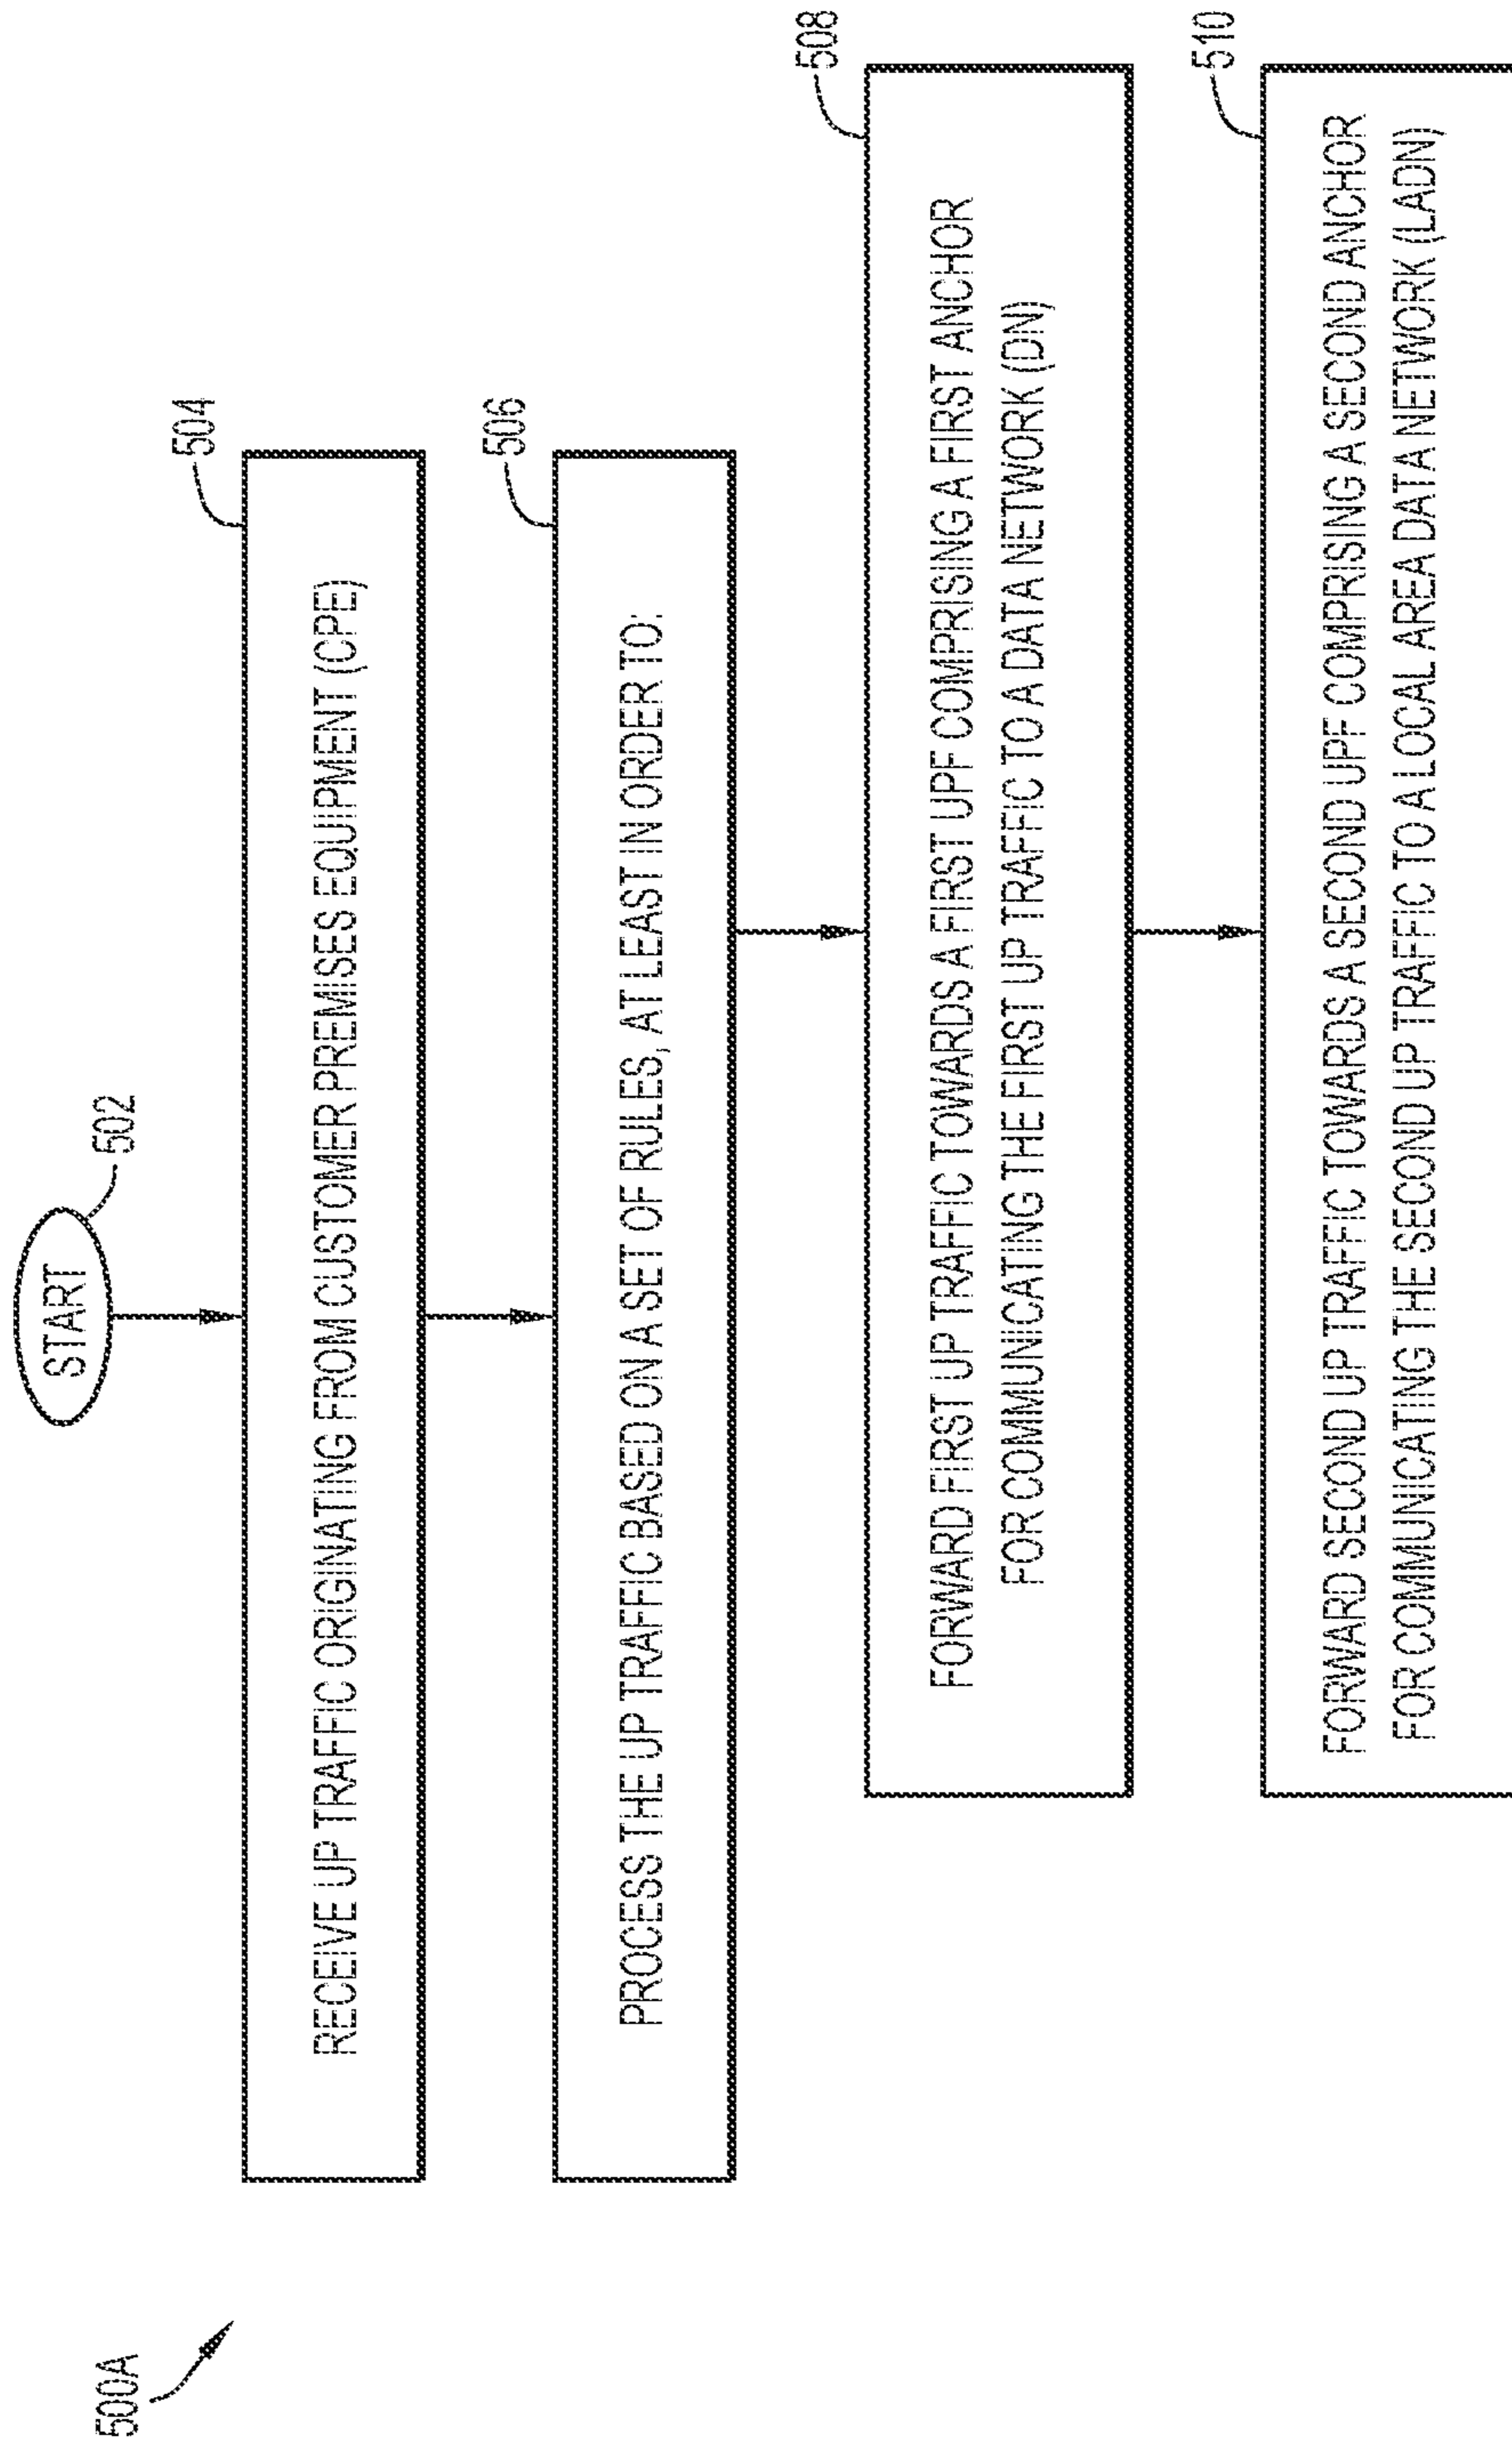 500A
START
502
504
RECEIVE UP TRAFFIC ORIGINATING FROM CUSTOMER PREMISES EQUIPMENT (CPE)
506
PROCESS THE UP TRAFFIC BASED ON A SET OF RULES, AT LEAST IN ORDER TO:
508
FORWARD FIRST UP TRAFFIC TOWARDS A FIRST UPF COMPRISING A FIRST ANCHOR
FOR COMMUNICATING THE FIRST UP TRAFFIC TO A DATA NETWORK (DN)
510
FORWARD SECOND UP TRAFFIC TOWARDS A SECOND UPF COMPRISING A SECOND ANCHOR
FOR COMMUNICATING THE SECOND UP TRAFFIC TO A LOCAL AREA DATA NETWORK (LADN)